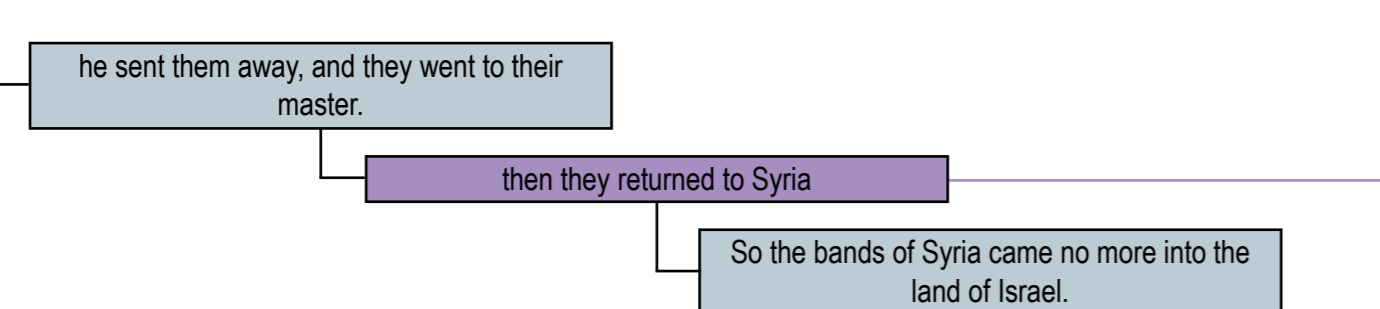 he sent them away, and they went to their
master.
then they returned to Syria
So the bands of Syria came no more into the
land of Israel.